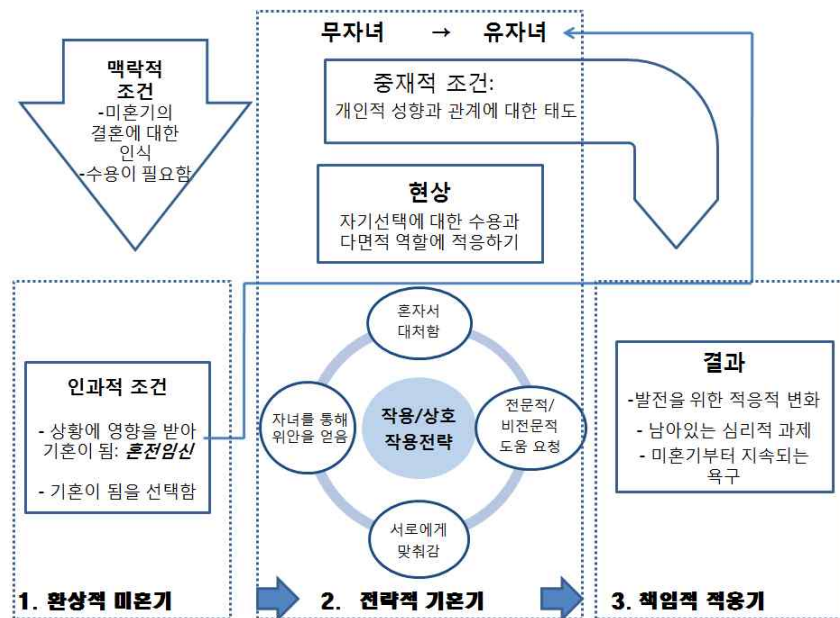 무자녀 → 유자녀
맥락적
조건
-미혼기의
결혼에 대한
인식
-수용이 필요함
중재적 조건:
개인적 성향과 관계에 대한 태도
현상
자기선택에 대한 수용과
다면적 역할에 적응하기
인과적 조건
- 상황에 영향을 받아
기혼이 됨: 혼전임신
- 기혼이 됨을 선택함
혼자서
대처함
자녀를 통해
위안을 얻음
작용/상호
작용전략
전문적/
비전문적
도움 요청
서로에게
맞춰감
결과
-발전을 위한 적응적 변화
- 남아있는 심리적 과제
- 미혼기부터 지속되는
욕구
1. 환상적 미혼기
2. 전략적 기혼기
3. 책임적 적응기